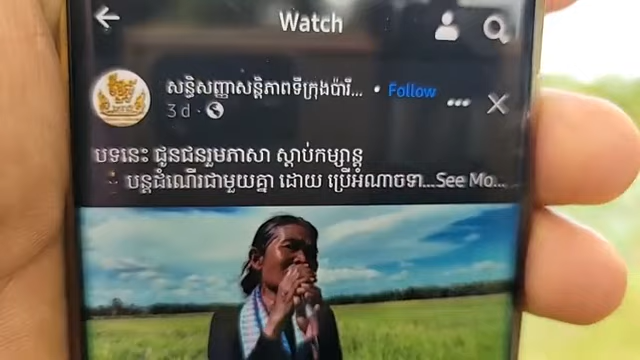 Watch
សន្ធិសញ្ញាសន្តិភាពទីក្រុងប៉ារី... • Follow
3 d ·
បទនេះ ជូនជនរួមភាសា ស្តាប់កម្សាន្ត
បន្តដំណើរជាមួយគ្នា ដោយ ប្រើអំណាចទា...See Mo...